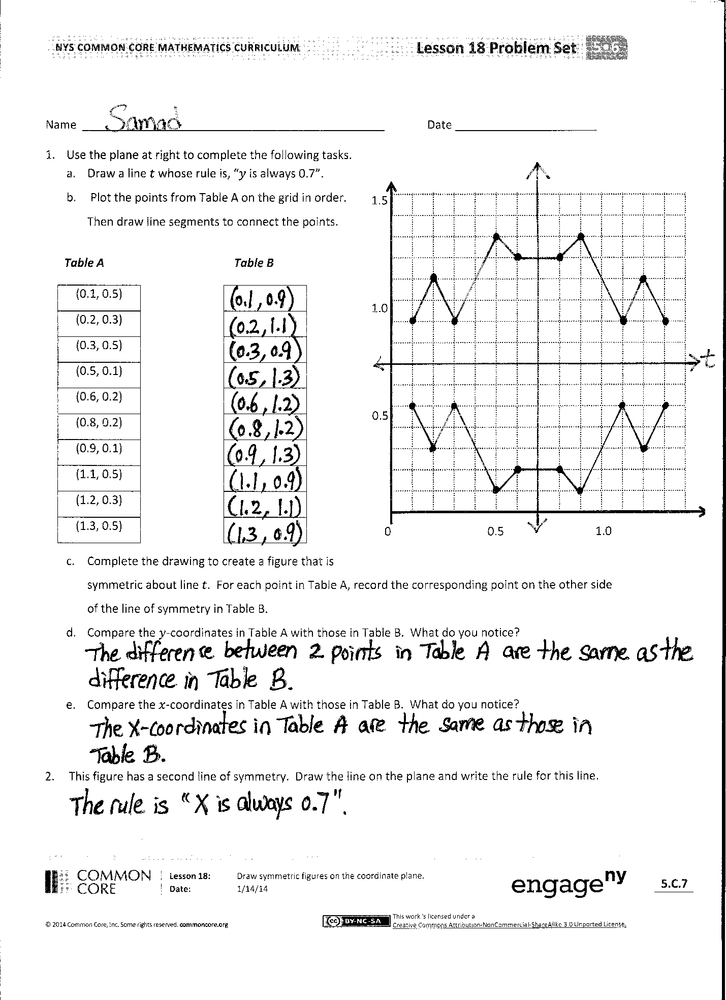 NYS COMMON CORE MATHEMATICS CURRICULUM
Lesson 18 Problem Set 5•6
Name Samad
Date
1. Use the plane at right to complete the following tasks.
a. Draw a line t whose rule is, “y is always 0.7”.
b. Plot the points from Table A on the grid in order.
Then draw line segments to connect the points.
Table A Table B
(0.1, 0.5) (0.1, 0.9)
(0.2, 0.3) (0.2, 1.1)
(0.3, 0.5) (0.3, 0.9)
(0.5, 0.1) (0.5, 1.3)
(0.6, 0.2) (0.6, 1.2)
(0.8, 0.2) (0.8, 1.2)
(0.9, 0.1) (0.9, 1.3)
(1.1, 0.5) (1.1, 0.9)
(1.2, 0.3) (1.2, 1.1)
(1.3, 0.5) (1.3, 0.9)
1.5
1.0
t
0.5
0 0.5 1.0
c. Complete the drawing to create a figure that is
symmetric about line t. For each point in Table A, record the corresponding point on the other side
of the line of symmetry in Table B.
d. Compare the y-coordinates in Table A with those in Table B. What do you notice?
The difference between 2 points in Table A are the same as the
difference in Table B.
e. Compare the x-coordinates in Table A with those in Table B. What do you notice?
The X-coordinates in Table A are the same as those in
Table B.
2. This figure has a second line of symmetry. Draw the line on the plane and write the rule for this line.
The rule is “X is always 0.7”.
COMMON
CORE
Lesson 18: Draw symmetric figures on the coordinate plane.
Date: 1/14/14
engageny
5.C.7
© 2014 Common Core, Inc. Some rights reserved. commoncore.org
(cc) BY-NC-SA
This work is licensed under a
Creative Commons Attribution-NonCommercial-ShareAlike 3.0 Unported License.